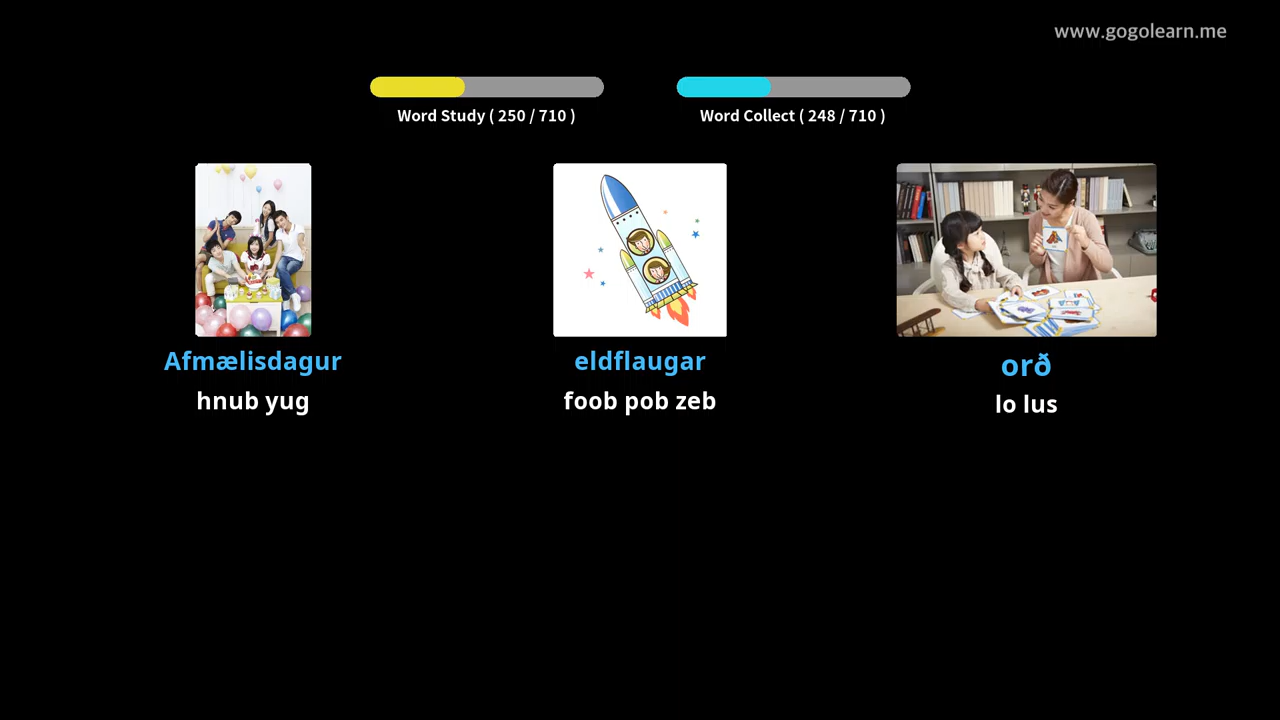 www.gogolearn.me
Word Study ( 250 / 710 )
Word Collect ( 248 / 710 )
Afmælisdagur
hnub yug
eldflaugar
foob pob zeb
orð
lo lus